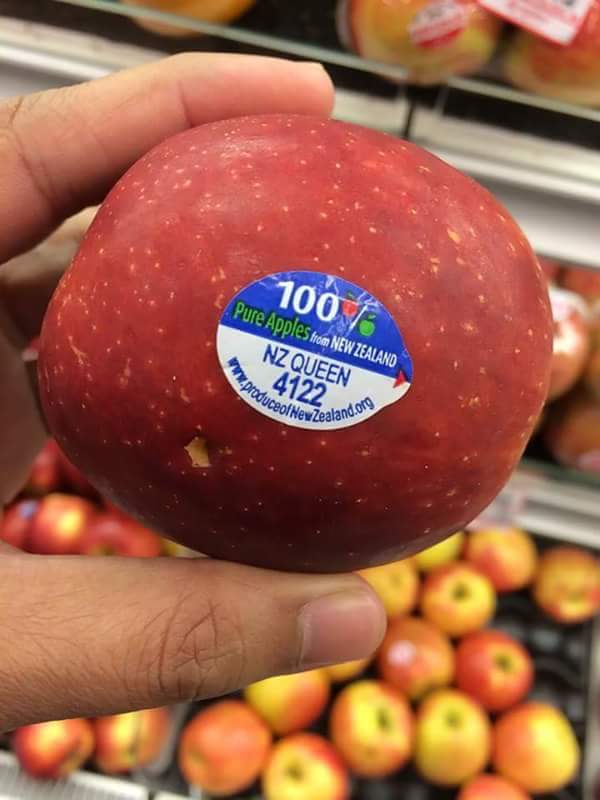 100
Pure Apples from NEW ZEALAND
NZ QUEEN
4122
www.produceofNewZealand.org